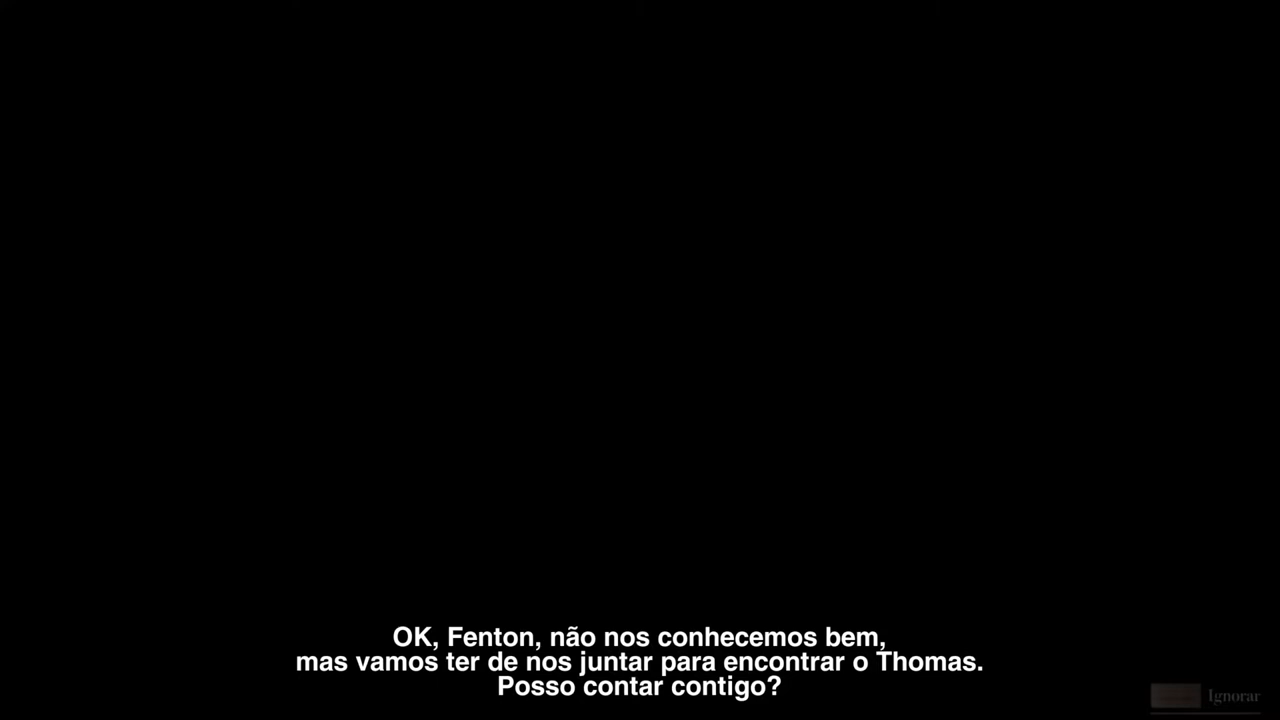 OK, Fenton, não nos conhecemos bem,
mas vamos ter de nos juntar para encontrar o Thomas.
Posso contar contigo?
Ignorar